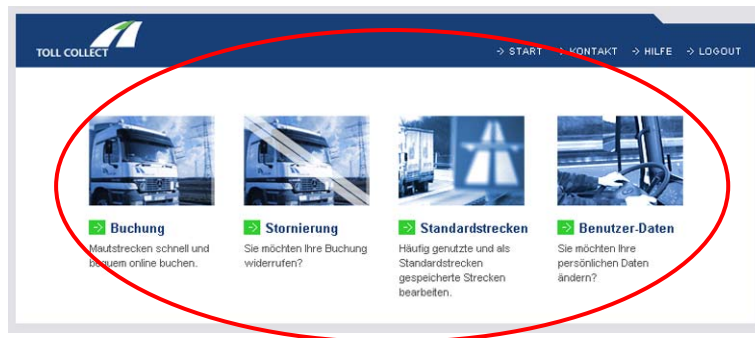 TOLL COLLECT
START KONTAKT HILFE LOGOUT
Buchung
Mautstrecken schnell und
bequem online buchen.
Stornierung
Sie möchten Ihre Buchung
widerrufen?
Standardstrecken
Häufig genutzte und als
Standardstrecken
gespeicherte Strecken
bearbeiten.
Benutzer-Daten
Sie möchten Ihre
persönlichen Daten
ändern?